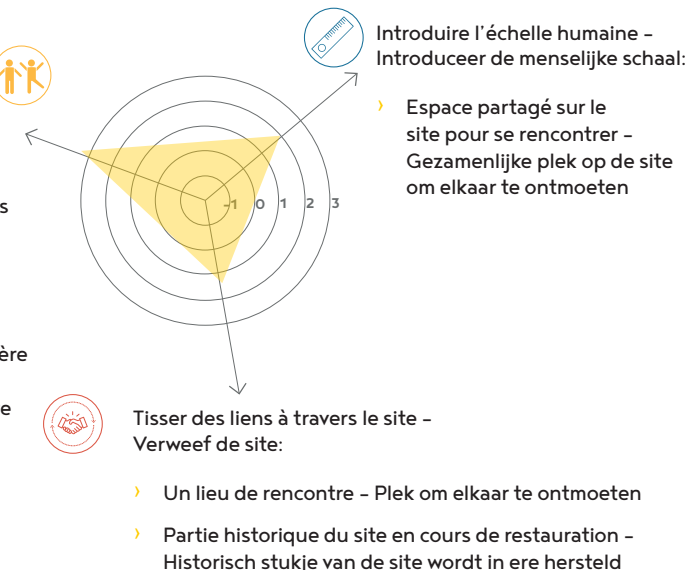 Introduire l'échelle humaine –
Introduceer de menselijke schaal:
› Espace partagé sur le
site pour se rencontrer –
Gezamenlijke plek op de site
om elkaar te ontmoeten
-1 0 1 2 3
s
ère
e
Tisser des liens à travers le site –
Verweef de site:
› Un lieu de rencontre – Plek om elkaar te ontmoeten
› Partie historique du site en cours de restauration –
Historisch stukje van de site wordt in ere hersteld